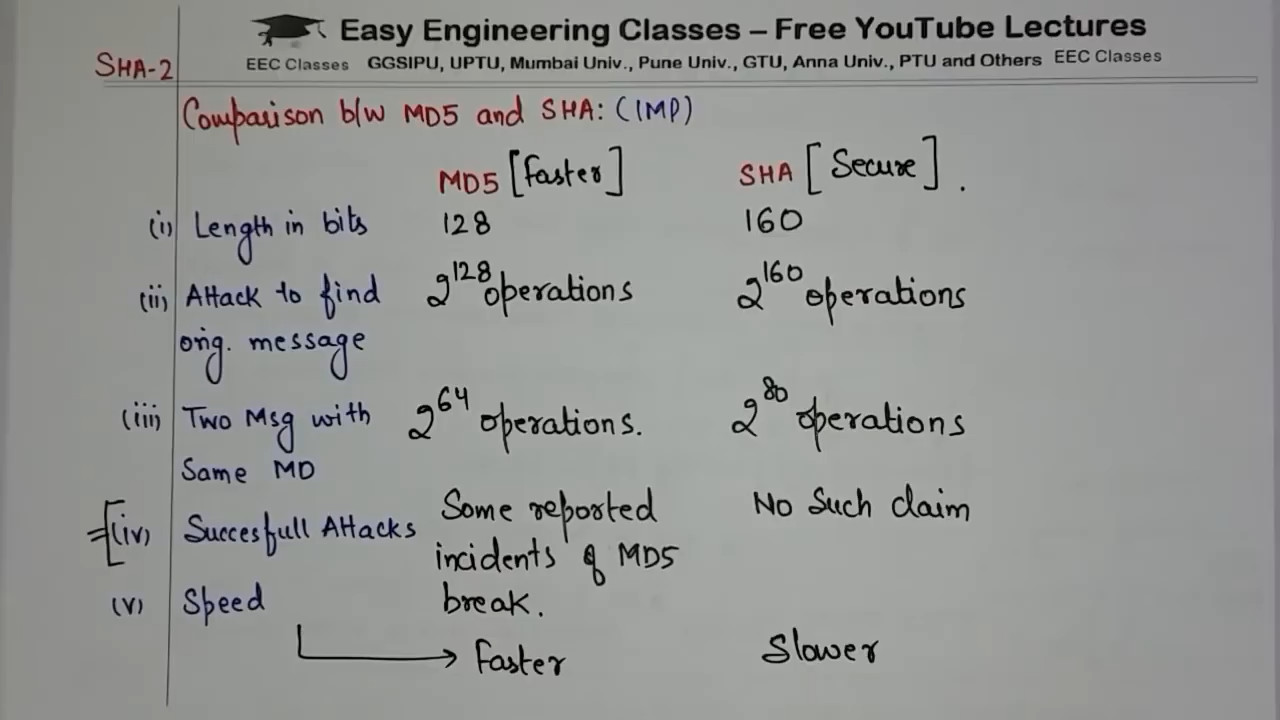 Easy Engineering Classes – Free YouTube Lectures
EEC Classes GGSIPU, UPTU, Mumbai Univ., Pune Univ., GTU, Anna Univ., PTU and Others EEC Classes
SHA-2
Comparison b/w MD5 and SHA: (IMP)
MD5 [Faster] SHA [Secure].
(i) Length in bits 128 160
(ii) Attack to find 2^128 operations 2^160 operations
orig. message
(iii) Two Msg with 2^64 operations. 2^80 operations
Same MD
(iv) Succesfull Attacks Some reported No Such claim
incidents of MD5
(v) Speed break.
Faster Slower